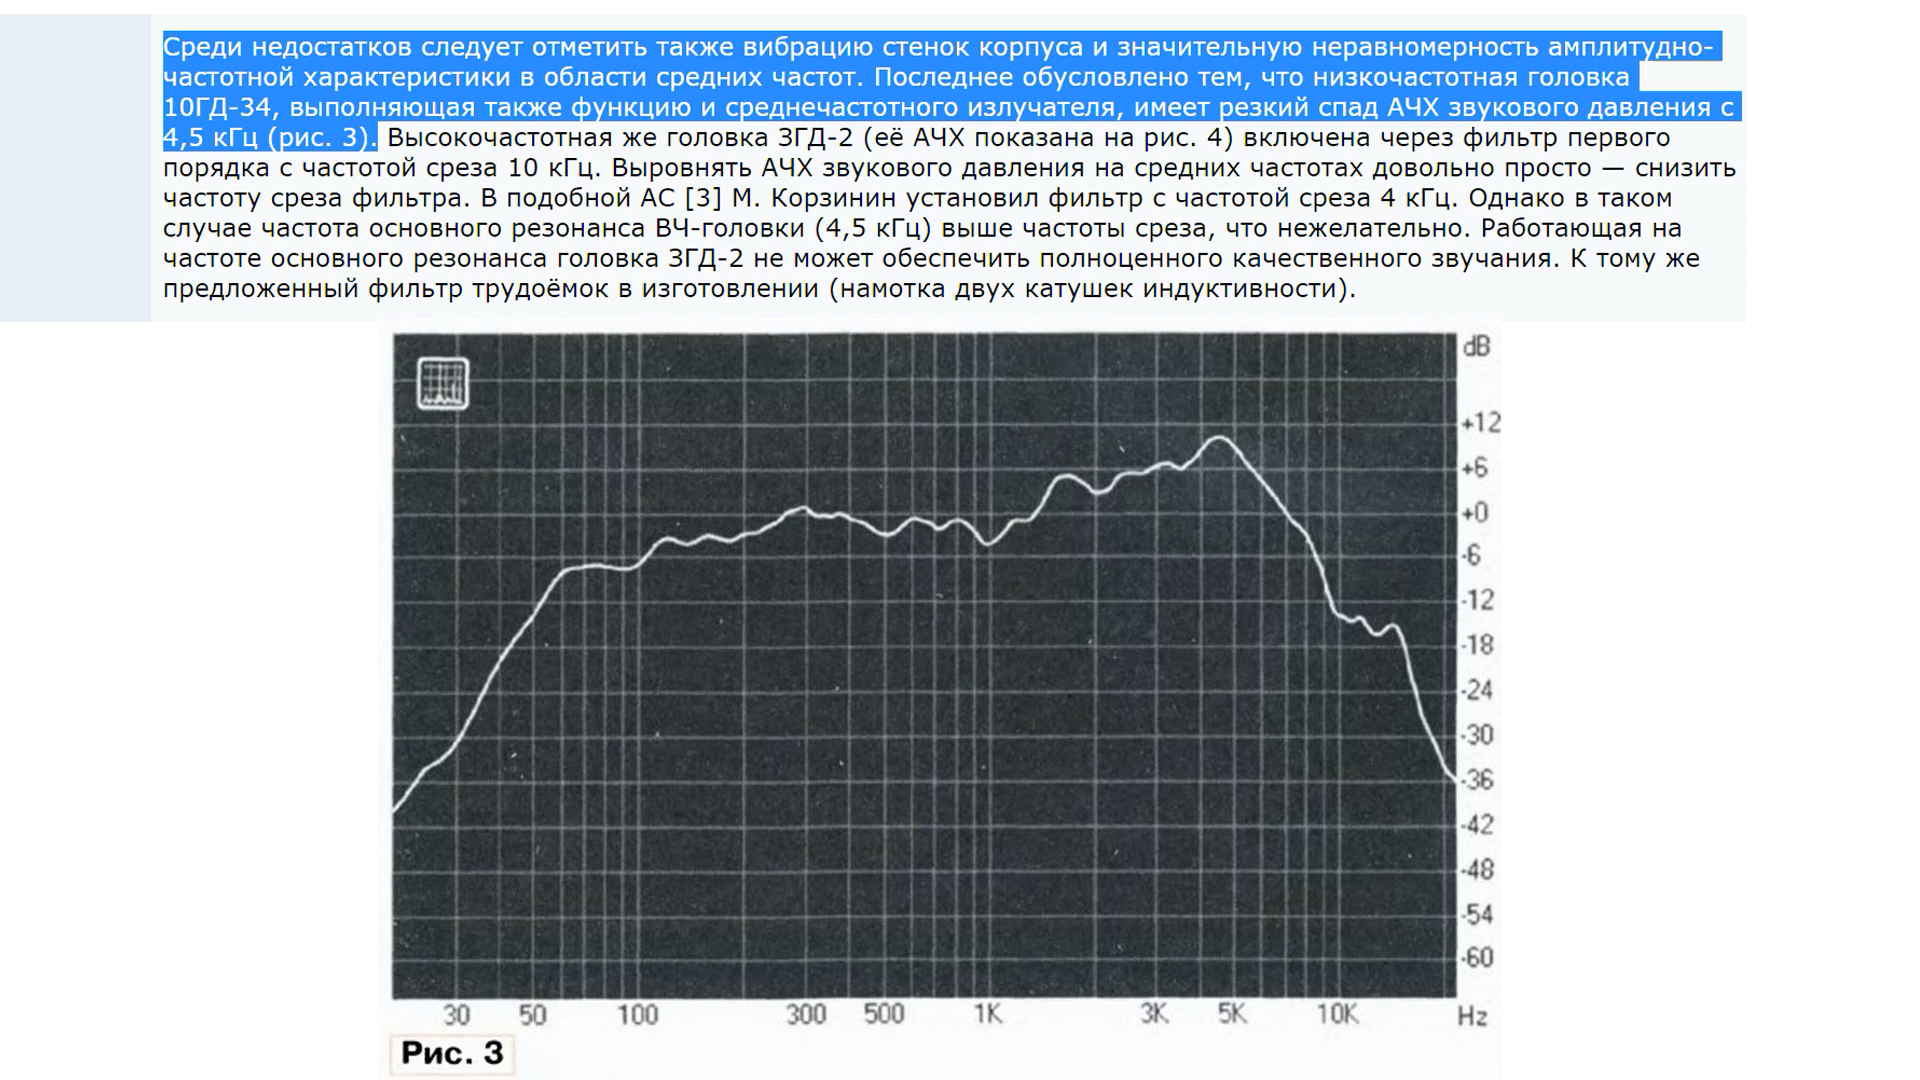 Среди недостатков следует отметить также вибрацию стенок корпуса и значительную неравномерность амплитудно-
частотной характеристики в области средних частот. Последнее обусловлено тем, что низкочастотная головка
10ГД-34, выполняющая также функцию и среднечастотного излучателя, имеет резкий спад АЧХ звукового давления с
4,5 кГц (рис. 3). Высокочастотная же головка ЗГД-2 (её АЧХ показана на рис. 4) включена через фильтр первого
порядка с частотой среза 10 кГц. Выровнять АЧХ звукового давления на средних частотах довольно просто — снизить
частоту среза фильтра. В подобной АС [3] М. Корзинин установил фильтр с частотой среза 4 кГц. Однако в таком
случае частота основного резонанса ВЧ-головки (4,5 кГц) выше частоты среза, что нежелательно. Работающая на
частоте основного резонанса головка ЗГД-2 не может обеспечить полноценного качественного звучания. К тому же
предложенный фильтр трудоёмок в изготовлении (намотка двух катушек индуктивности).
dB
+12
+6
+0
-6
-12
-18
-24
-30
-36
-42
-48
-54
-60
30 50 100 300 500 1K 3K 5K 10K Hz
Рис. 3